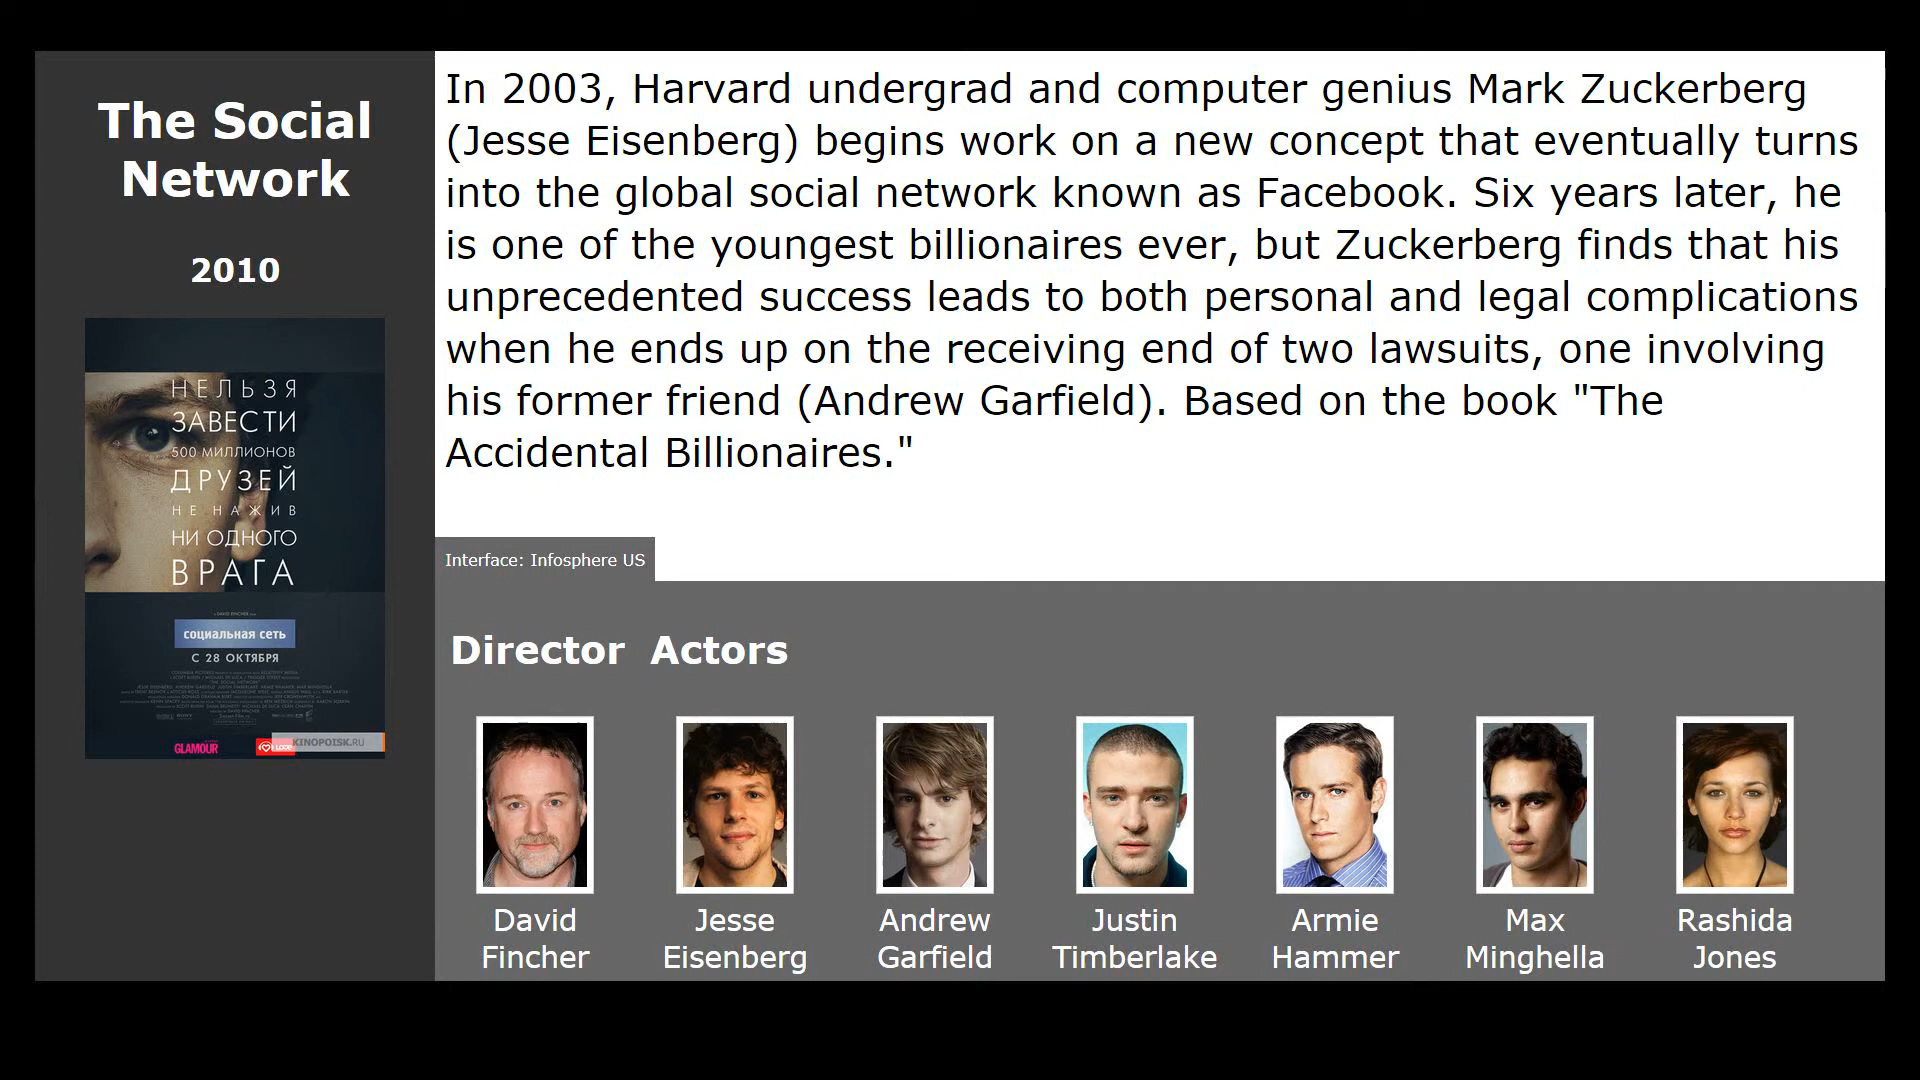 The Social
Network
2010
НЕЛЬЗЯ
ЗАВЕСТИ
500 МИЛЛИОНОВ
ДРУЗЕЙ
НЕ НАЖИВ
НИ ОДНОГО
ВРАГА
социальная сеть
С 28 ОКТЯБРЯ
GLAMOUR
KINOPOISK.RU
In 2003, Harvard undergrad and computer genius Mark Zuckerberg
(Jesse Eisenberg) begins work on a new concept that eventually turns
into the global social network known as Facebook. Six years later, he
is one of the youngest billionaires ever, but Zuckerberg finds that his
unprecedented success leads to both personal and legal complications
when he ends up on the receiving end of two lawsuits, one involving
his former friend (Andrew Garfield). Based on the book "The
Accidental Billionaires."
Interface: Infosphere US
Director Actors
David
Fincher
Jesse
Eisenberg
Andrew
Garfield
Justin
Timberlake
Armie
Hammer
Max
Minghella
Rashida
Jones